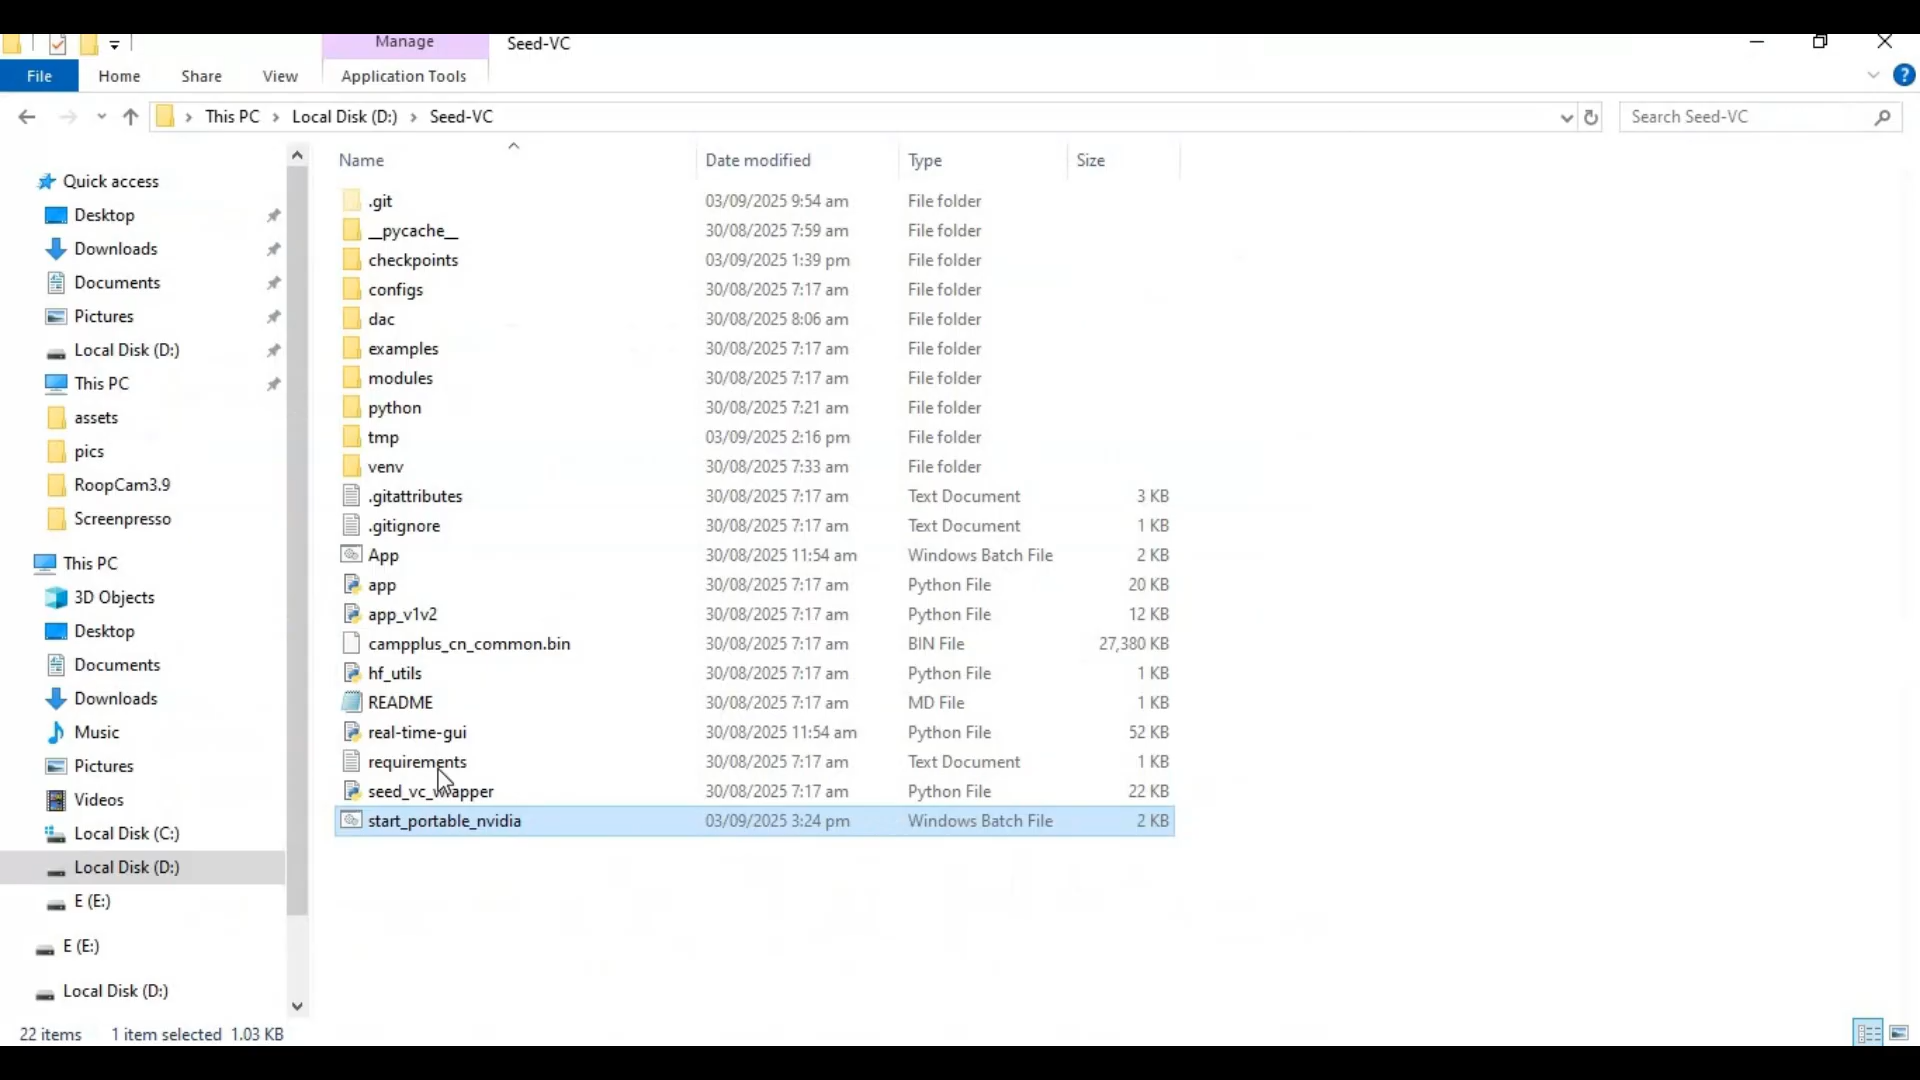 Manage
Seed-VC
File
Home
Share
View
Application Tools
?
This PC
Local Disk (D:)
Seed-VC
Search Seed-VC
Name
Date modified
Type
Size
Quick access
Desktop
Downloads
Documents
Pictures
Local Disk (D:)
This PC
assets
pics
RoopCam3.9
Screenpresso
This PC
3D Objects
Desktop
Documents
Downloads
Music
Pictures
Videos
Local Disk (C:)
Local Disk (D:)
E (E:)
E (E:)
Local Disk (D:)
.git 03/09/2025 9:54 am File folder
__pycache__ 30/08/2025 7:59 am File folder
checkpoints 03/09/2025 1:39 pm File folder
configs 30/08/2025 7:17 am File folder
dac 30/08/2025 8:06 am File folder
examples 30/08/2025 7:17 am File folder
modules 30/08/2025 7:17 am File folder
python 30/08/2025 7:21 am File folder
tmp 03/09/2025 2:16 pm File folder
venv 30/08/2025 7:33 am File folder
.gitattributes 30/08/2025 7:17 am Text Document 3 KB
.gitignore 30/08/2025 7:17 am Text Document 1 KB
App 30/08/2025 11:54 am Windows Batch File 2 KB
app 30/08/2025 7:17 am Python File 20 KB
app_v1v2 30/08/2025 7:17 am Python File 12 KB
campplus_cn_common.bin 30/08/2025 7:17 am BIN File 27,380 KB
hf_utils 30/08/2025 7:17 am Python File 1 KB
README 30/08/2025 7:17 am MD File 1 KB
real-time-gui 30/08/2025 11:54 am Python File 52 KB
requirements 30/08/2025 7:17 am Text Document 1 KB
seed_vc_wrapper 30/08/2025 7:17 am Python File 22 KB
start_portable_nvidia 03/09/2025 3:24 pm Windows Batch File 2 KB
22 items
1 item selected 1.03 KB